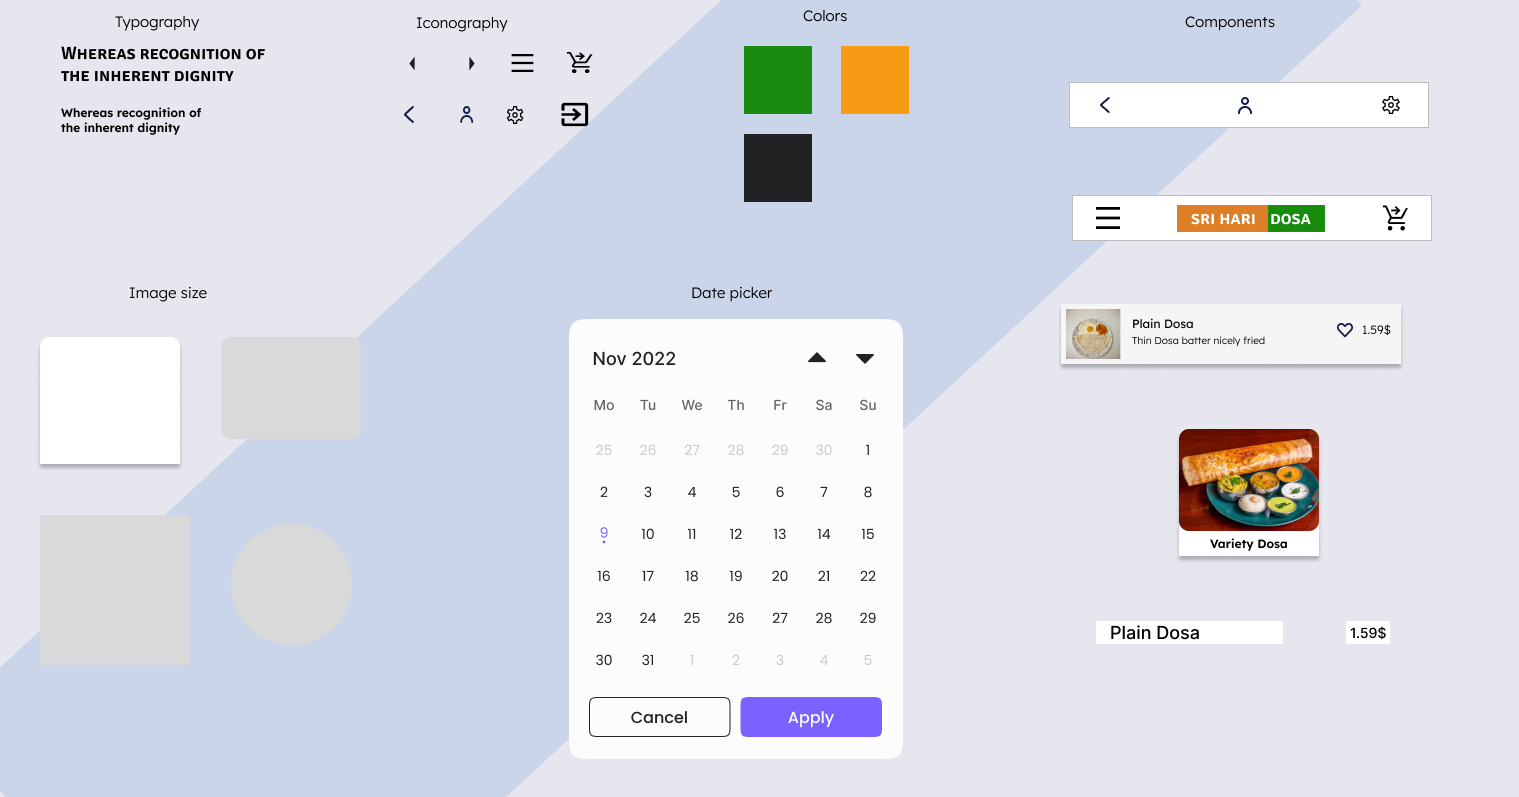 Typography
WHEREAS RECOGNITION OF
THE INHERENT DIGNITY
Whereas recognition of
the inherent dignity
Iconography
Colors
Components
SRI HARI DOSA
Image size
Date picker
Nov 2022
Mo Tu We Th Fr Sa Su
25 26 27 28 29 30 1
2 3 4 5 6 7 8
9 10 11 12 13 14 15
16 17 18 19 20 21 22
23 24 25 26 27 28 29
30 31 1 2 3 4 5
Cancel Apply
Plain Dosa
Thin Dosa batter nicely fried
1.59$
Variety Dosa
Plain Dosa 1.59$